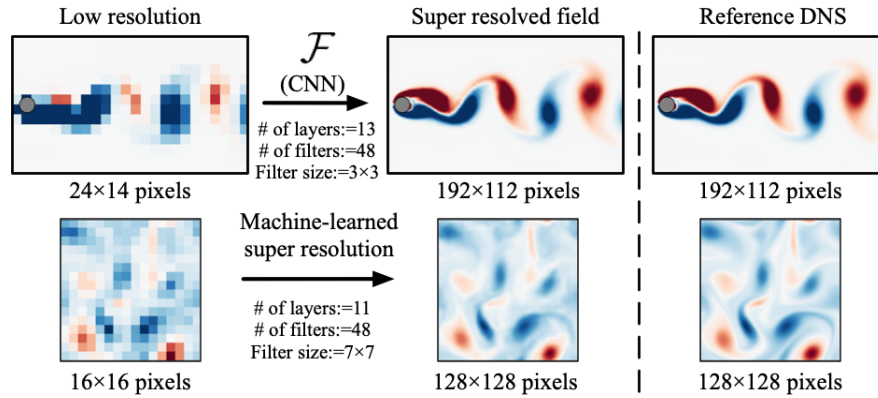 Low resolution
Super resolved field
Reference DNS
ℱ
(CNN)
# of layers:=13
# of filters:=48
Filter size:=3×3
24×14 pixels
192×112 pixels
192×112 pixels
Machine-learned
super resolution
# of layers:=11
# of filters:=48
Filter size:=7×7
16×16 pixels
128×128 pixels
128×128 pixels